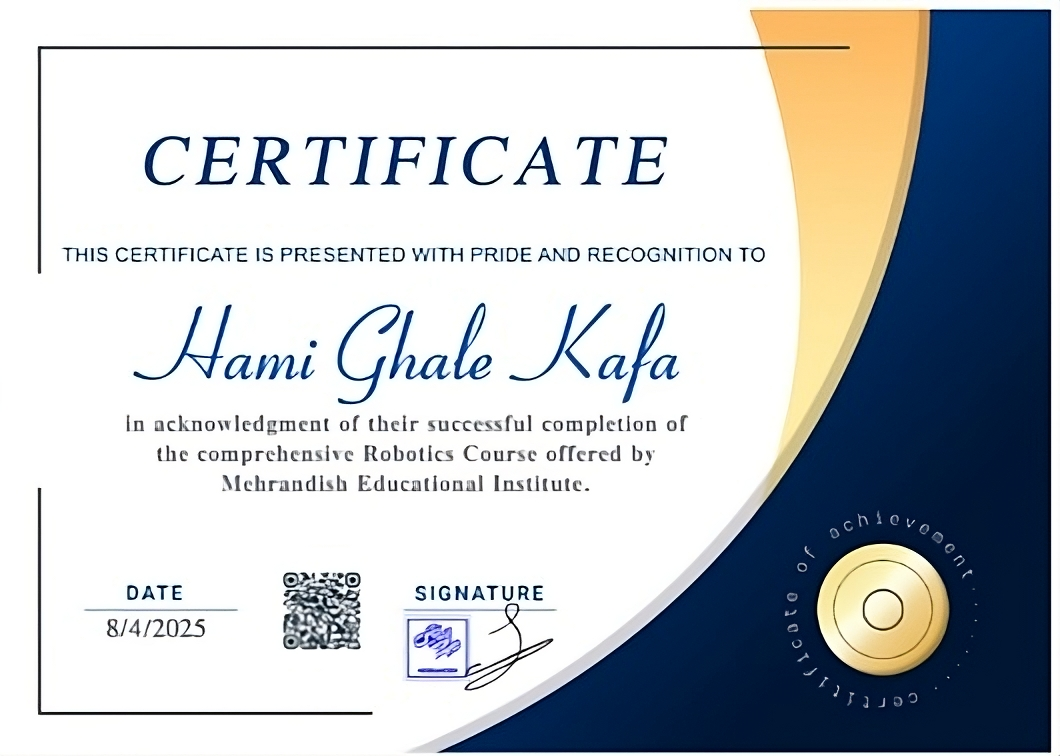 CERTIFICATE
THIS CERTIFICATE IS PRESENTED WITH PRIDE AND RECOGNITION TO
Hami Ghale Kafa
in acknowledgment of their successful completion of
the comprehensive Robotics Course offered by
Mehrandish Educational Institute.
DATE
8/4/2025
SIGNATURE
certificate of achievement